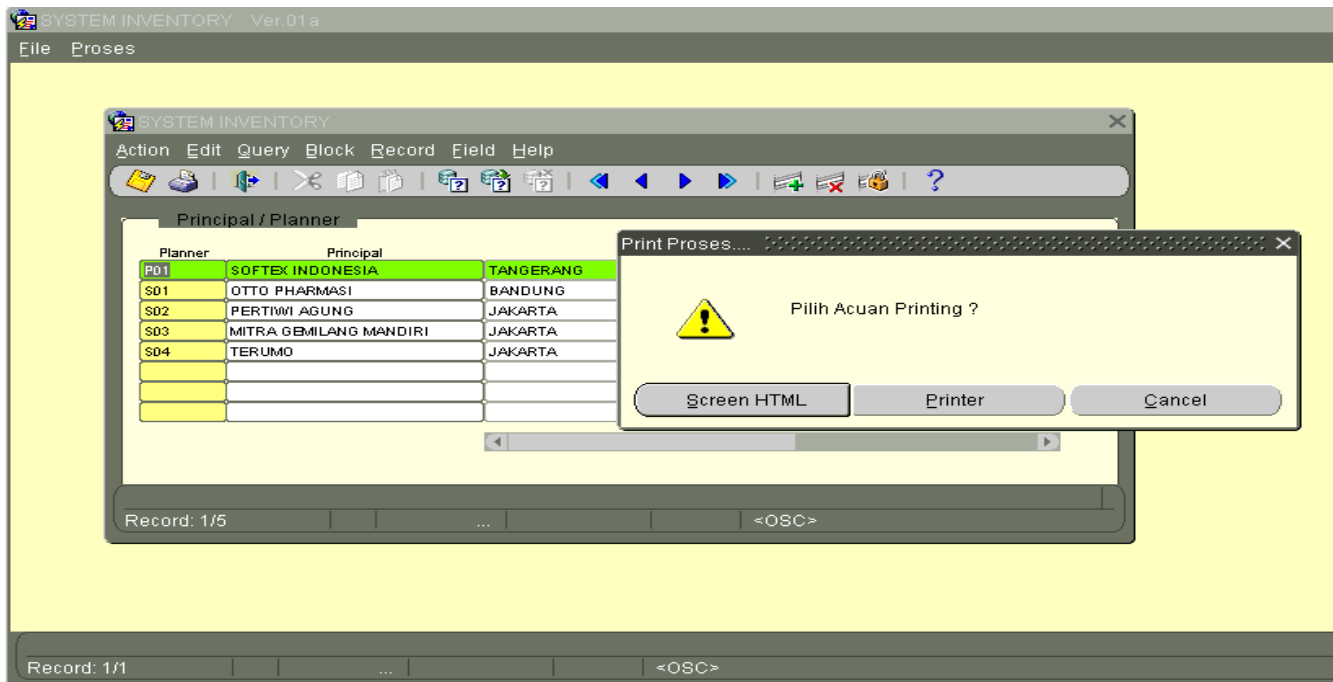 SYSTEM INVENTORY Ver.01a
File Proses
SYSTEM INVENTORY
Action Edit Query Block Record Field Help
Principal / Planner
Planner Principal
P01 SOFTEX INDONESIA TANGERANG
S01 OTTO PHARMASI BANDUNG
S02 PERTIWI AGUNG JAKARTA
S03 MITRA GEMILANG MANDIRI JAKARTA
S04 TERUMO JAKARTA
Print Proses....
Pilih Acuan Printing ?
Screen HTML Printer Cancel
Record: 1/5 ... <OSC>
Record: 1/1 ... <OSC>